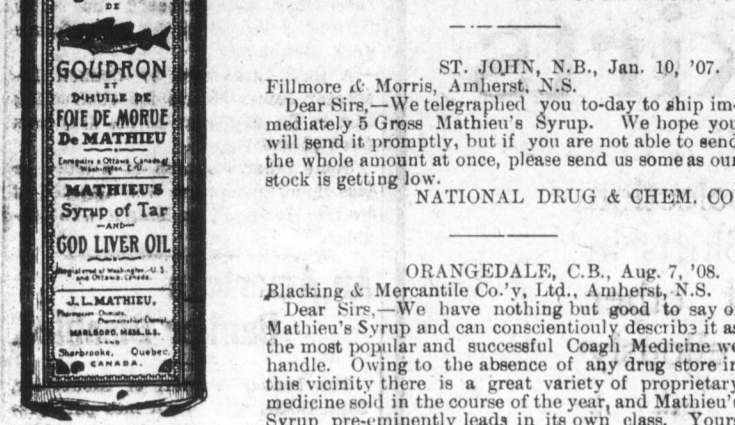 DE
GOUDRON
ET
D'HUILE DE
FOIE DE MORUE
De MATHIEU
MATHIEU'S
Syrup of Tar
—AND—
COD LIVER OIL
J. L. MATHIEU,
MARLBORO, MASS, U.S.
Sherbrooke, Quebec,
CANADA.
ST. JOHN, N.B., Jan. 10, '07.
Fillmore & Morris, Amherst, N.S.
Dear Sirs,—We telegraphed you to-day to ship im-
mediately 5 Gross Mathieu's Syrup. We hope you
will send it promptly, but if you are not able to send
the whole amount at once, please send us some as our
stock is getting low.
NATIONAL DRUG & CHEM. CO
ORANGEDALE, C.B., Aug. 7, '08.
Blacking & Mercantile Co.'y, Ltd., Amherst, N.S.
Dear Sirs,—We have nothing but good to say o
Mathieu's Syrup and can conscientiouly describe it as
the most popular and successful Cough Medicine we
handle. Owing to the absence of any drug store in
this vicinity there is a great variety of proprietary
medicine sold in the course of the year, and Mathieu'
Syrup pre-eminently leads in its own class. Your